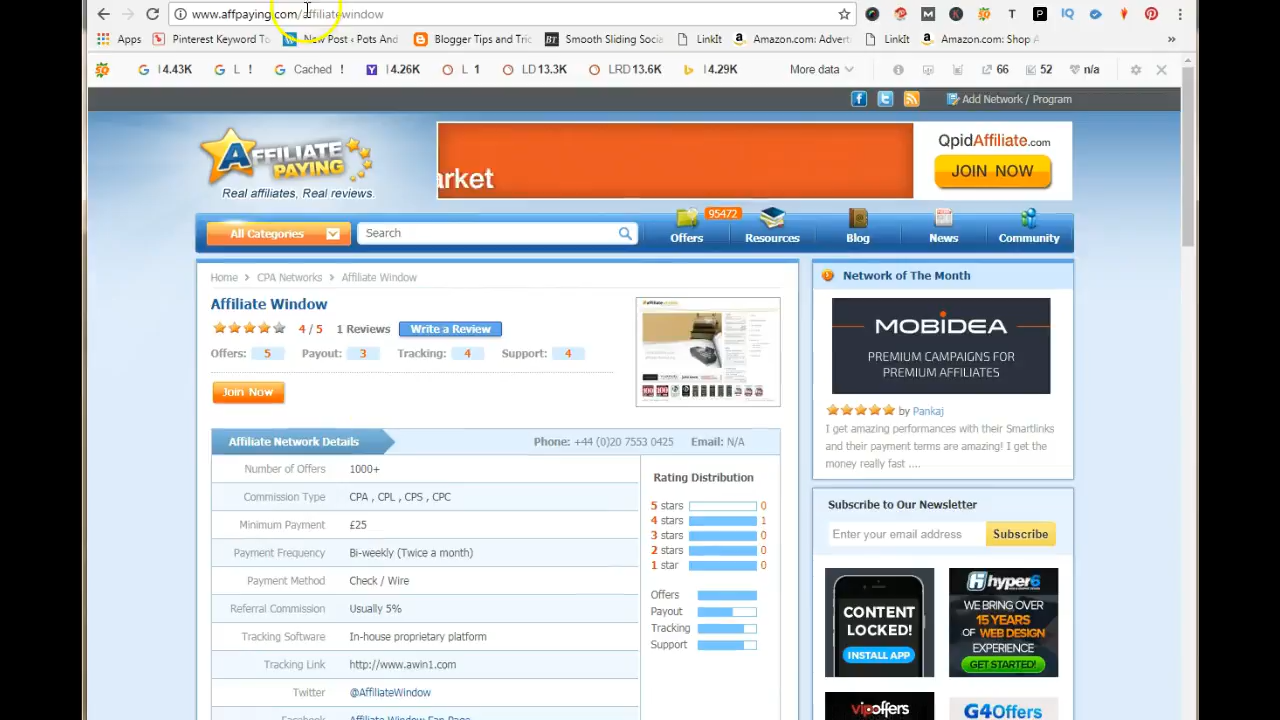 www.affpaying.com/affiliatewindow
Apps Pinterest Keyword To New Post ‹ Pots And Blogger Tips and Tric BT Smooth Sliding Soci LinkIt Amazon.com: Advert LinkIt Amazon.com: Shop A »
I 4.43K L ! Cached ! I 4.26K L 1 LD 13.3K LRD 13.6K I 4.29K More data 66 52 n/a
Add Network / Program
AFFILIATE
PAYING
Real affiliates, Real reviews.
arket
QpidAffiliate.com
JOIN NOW
All Categories
Search
95472
Offers Resources Blog News Community
Home > CPA Networks > Affiliate Window
Affiliate Window
4 / 5 1 Reviews Write a Review
Offers: 5 Payout: 3 Tracking: 4 Support: 4
Join Now
Affiliate Network Details Phone: +44 (0)20 7553 0425 Email: N/A
Number of Offers 1000+
Commission Type CPA , CPL , CPS , CPC
Minimum Payment £25
Payment Frequency Bi-weekly (Twice a month)
Payment Method Check / Wire
Referral Commission Usually 5%
Tracking Software In-house proprietary platform
Tracking Link http://www.awin1.com
Twitter @AffiliateWindow
Facebook Affiliate Window Fan Page
Rating Distribution
5 stars 0
4 stars 1
3 stars 0
2 stars 0
1 star 0
Offers
Payout
Tracking
Support
Network of The Month
MOBIDEA
PREMIUM CAMPAIGNS FOR
PREMIUM AFFILIATES
by Pankaj
I get amazing performances with their Smartlinks
and their payment terms are amazing! I get the
money really fast ....
Subscribe to Our Newsletter
Enter your email address Subscribe
CONTENT
LOCKED!
INSTALL APP
hyper6
WE BRING OVER
15 YEARS
OF WEB DESIGN
EXPERIENCE
GET STARTED!
vipoffers
G4Offers